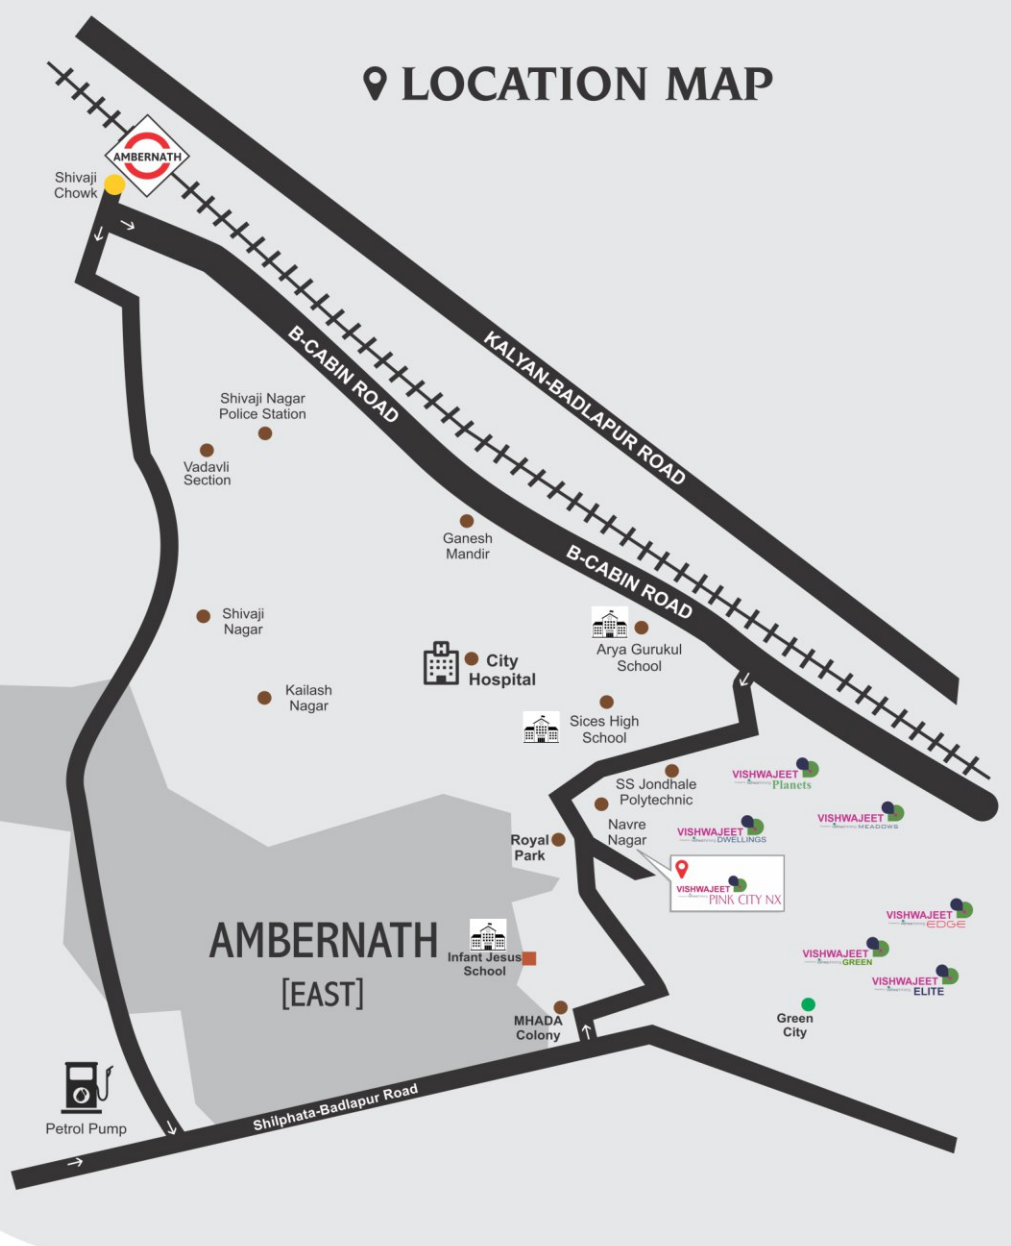 LOCATION MAP
AMBERNATH
Shivaji
Chowk
KALYAN-BADLAPUR ROAD
B-CABIN ROAD
Shivaji Nagar
Police Station
Vadavli
Section
Ganesh
Mandir
B-CABIN ROAD
Shivaji
Nagar
Arya Gurukul
School
H
City
Hospital
Kailash
Nagar
Sices High
School
SS Jondhale
Polytechnic
VISHWAJEET
Planets
Navre
Nagar
VISHWAJEET
DWELLINGS
VISHWAJEET
MEADOWS
Royal
Park
VISHWAJEET
PINK CITY NX
AMBERNATH
[EAST]
Infant Jesus
School
VISHWAJEET
EDGE
VISHWAJEET
GREEN
VISHWAJEET
ELITE
MHADA
Colony
Green
City
Petrol Pump
Shilphata-Badlapur Road